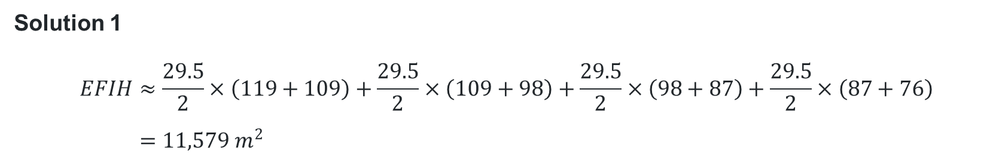 Solution 1
EFIH ≈ 29.5/2 × (119 + 109) + 29.5/2 × (109 + 98) + 29.5/2 × (98 + 87) + 29.5/2 × (87 + 76)
= 11,579 m²